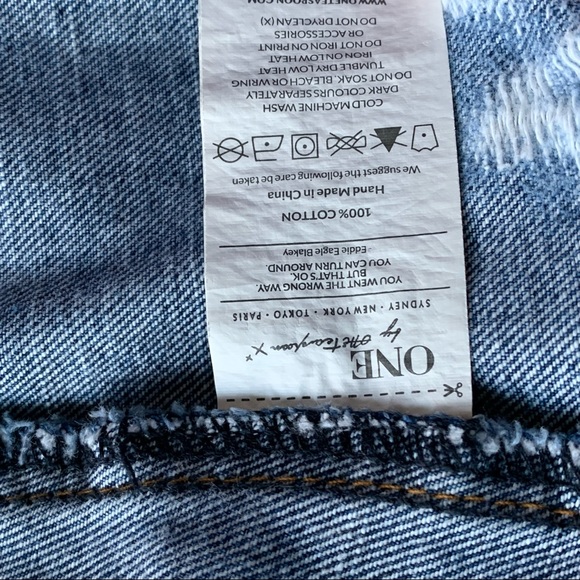 ONE
by One Teaspoon X x
SYDNEY · NEW YORK · TOKYO · PARIS
YOU WENT THE WRONG WAY.
BUT THAT'S OK.
YOU CAN TURN AROUND.
- Eddie Eagle Blakey
100% COTTON
Hand Made in China
We suggest the following care be taken
COLD MACHINE WASH
DARK COLOURS SEPARATELY
DO NOT SOAK, BLEACH OR WRING
TUMBLE DRY LOW HEAT
IRON ON LOW HEAT
DO NOT IRON ON PRINT
OR ACCESSORIES
DO NOT DRYCLEAN (X)
WWW.ONETEASPOON.COM